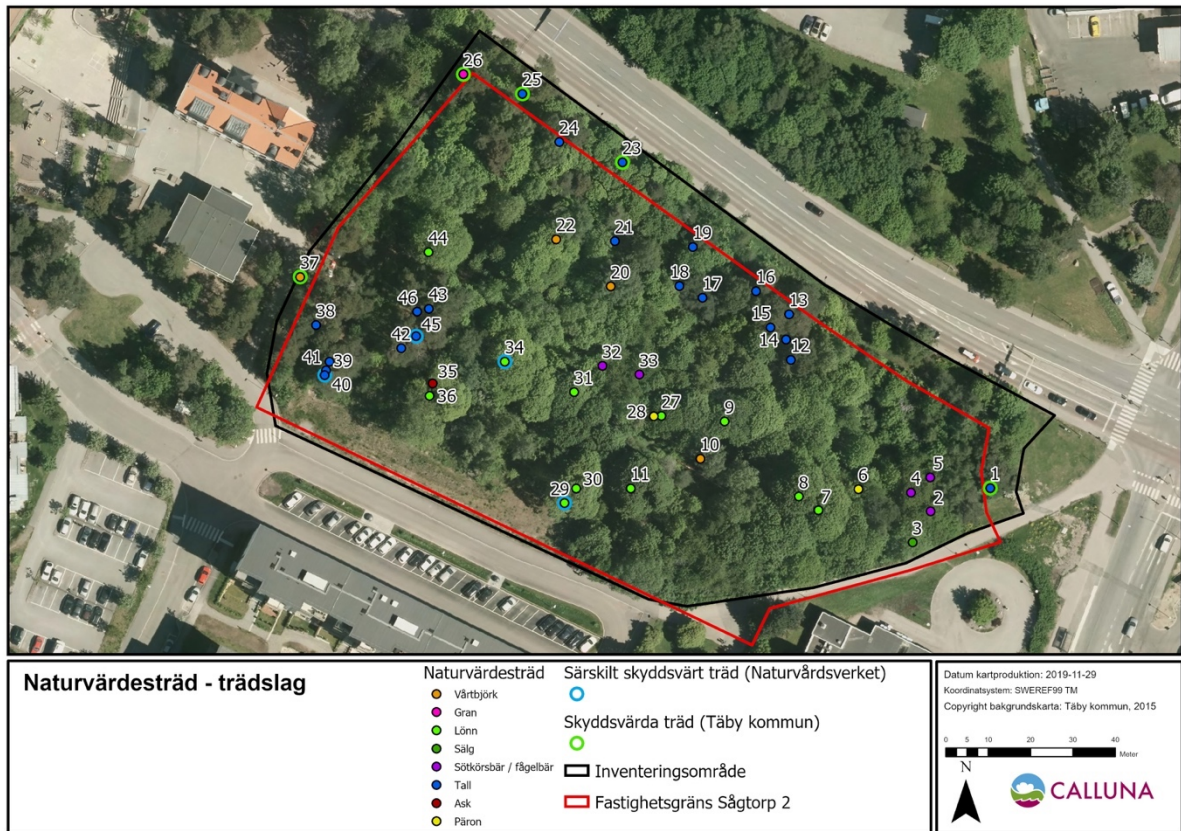 26
25
24
23
44
22
21
19
37
20
18
17
16
13
38
46
43
45
42
15
14
12
41
39
40
34
32
33
35
36
31
28
27
9
10
29
30
11
8
7
6
4
5
2
1
3
Naturvärdesträd - trädslag
Naturvärdesträd
Vårtbjörk
Gran
Lönn
Sälg
Sötkörsbär / fågelbär
Tall
Ask
Päron
Särskilt skyddsvärt träd (Naturvårdsverket)
Skyddsvärda träd (Täby kommun)
Inventeringsområde
Fastighetsgräns Sågtorp 2
Datum kartproduktion: 2019-11-29
Koordinatsystem: SWEREF99 TM
Copyright bakgrundskarta: Täby kommun, 2015
0 5 10 20 30 40
Meter
N
CALLUNA